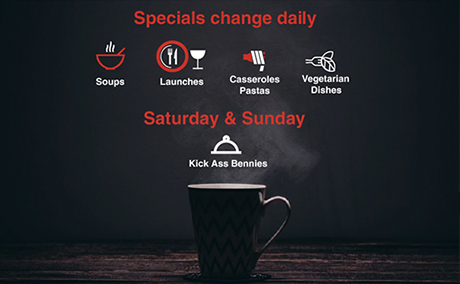 Specials change daily
Soups
Launches
Casseroles
Pastas
Vegetarian
Dishes
Saturday & Sunday
Kick Ass Bennies